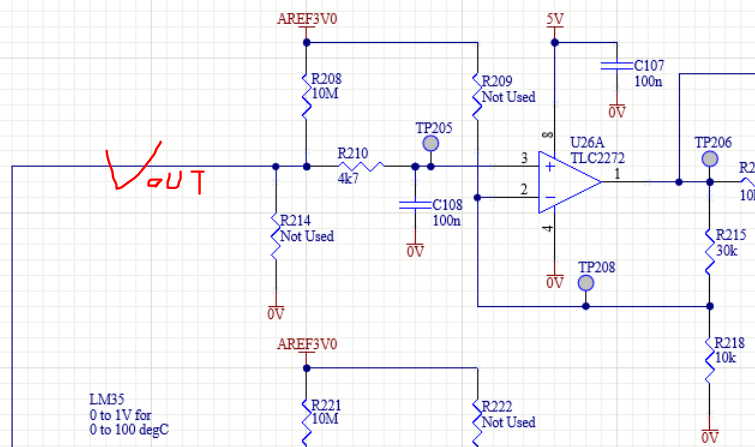 AREF3V0
5V
R208
10M
R209
Not Used
C107
100n
0V
TP205
R210
4k7
8
U26A
TLC2272
TP206
3
+
1
2
−
4
VOUT
C108
100n
0V
R214
Not Used
0V
0V
TP208
R215
30k
R218
10k
0V
AREF3V0
LM35
0 to 1V for
0 to 100 degC
R221
10M
R222
Not Used